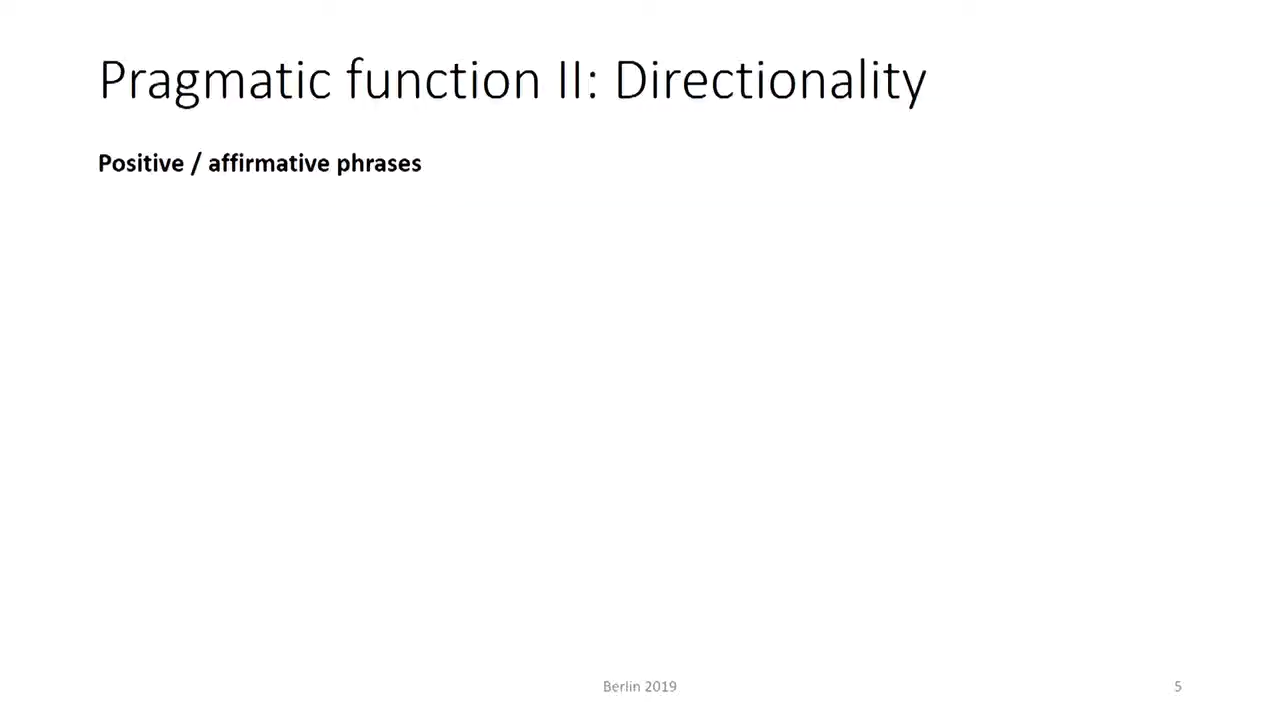 Pragmatic function II: Directionality
Positive / affirmative phrases
Berlin 2019
5